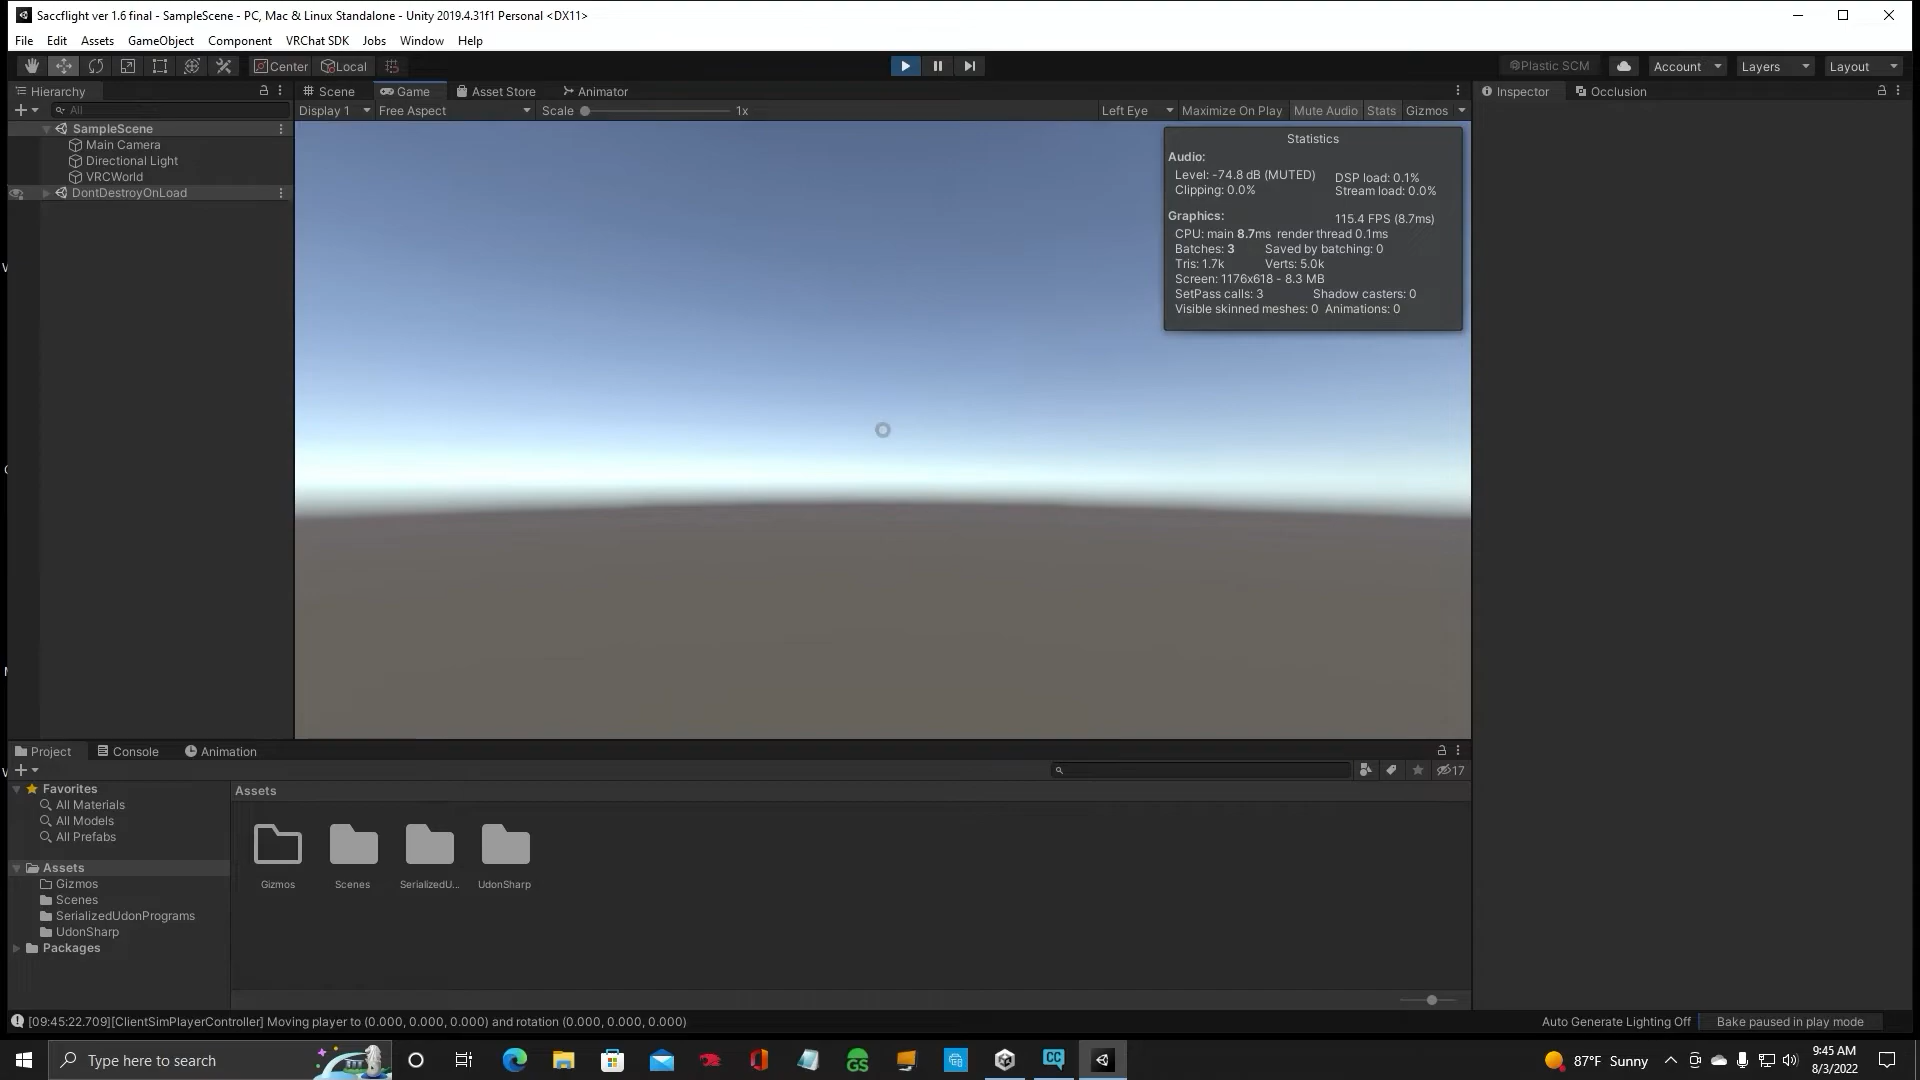 Saccflight ver 1.6 final - SampleScene - PC, Mac & Linux Standalone - Unity 2019.4.31f1 Personal <DX11>
File Edit Assets GameObject Component VRChat SDK Jobs Window Help
Center Local Plastic SCM Account Layers Layout
Hierarchy Scene Game Asset Store Animator Inspector Occlusion
All Display 1 Free Aspect Scale 1x Left Eye Maximize On Play Mute Audio Stats Gizmos
SampleScene
Main Camera
Directional Light
VRCWorld
DontDestroyOnLoad
Statistics
Audio:
Level: -74.8 dB (MUTED) DSP load: 0.1%
Clipping: 0.0% Stream load: 0.0%
Graphics: 115.4 FPS (8.7ms)
CPU: main 8.7ms render thread 0.1ms
Batches: 3 Saved by batching: 0
Tris: 1.7k Verts: 5.0k
Screen: 1176x618 - 8.3 MB
SetPass calls: 3 Shadow casters: 0
Visible skinned meshes: 0 Animations: 0
Project Console Animation
17
Favorites
All Materials
All Models
All Prefabs
Assets
Gizmos
Scenes
SerializedUdonPrograms
UdonSharp
Packages
Assets
Gizmos Scenes SerializedU... UdonSharp
[09:45:22.709][ClientSimPlayerController] Moving player to (0.000, 0.000, 0.000) and rotation (0.000, 0.000, 0.000)
Auto Generate Lighting Off Bake paused in play mode
Type here to search
GS
CC
87°F Sunny
9:45 AM
8/3/2022